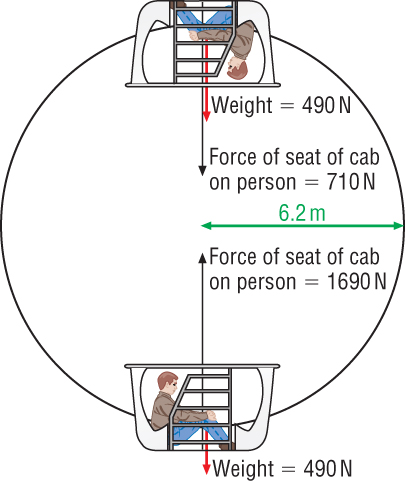 Weight = 490 N
Force of seat of cab
on person = 710 N
6.2 m
Force of seat of cab
on person = 1690 N
Weight = 490 N